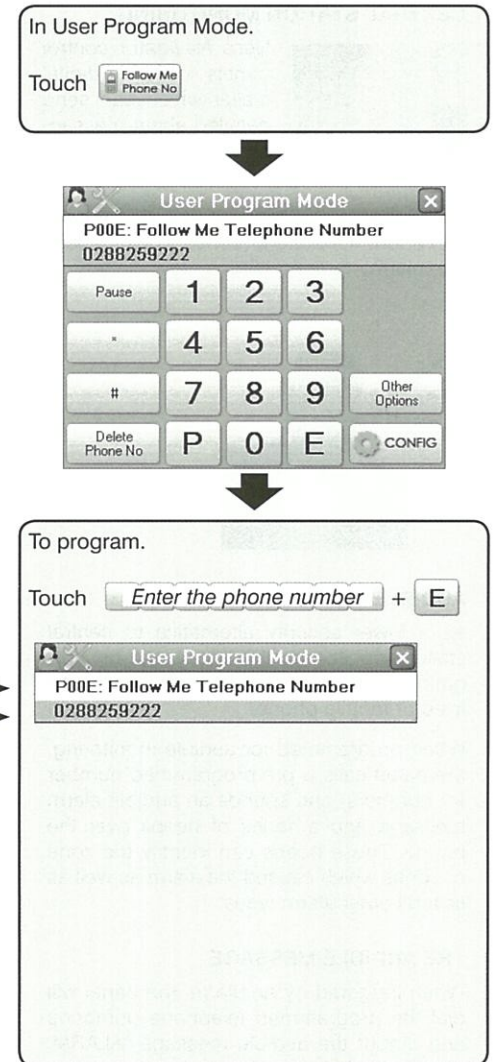 In User Program Mode.
Touch Follow Me
Phone No
User Program Mode
P00E: Follow Me Telephone Number
0288259222
Pause 1 2 3
* 4 5 6
# 7 8 9 Other
Options
Delete
Phone No P 0 E CONFIG
To program.
Touch Enter the phone number + E
User Program Mode
P00E: Follow Me Telephone Number
0288259222